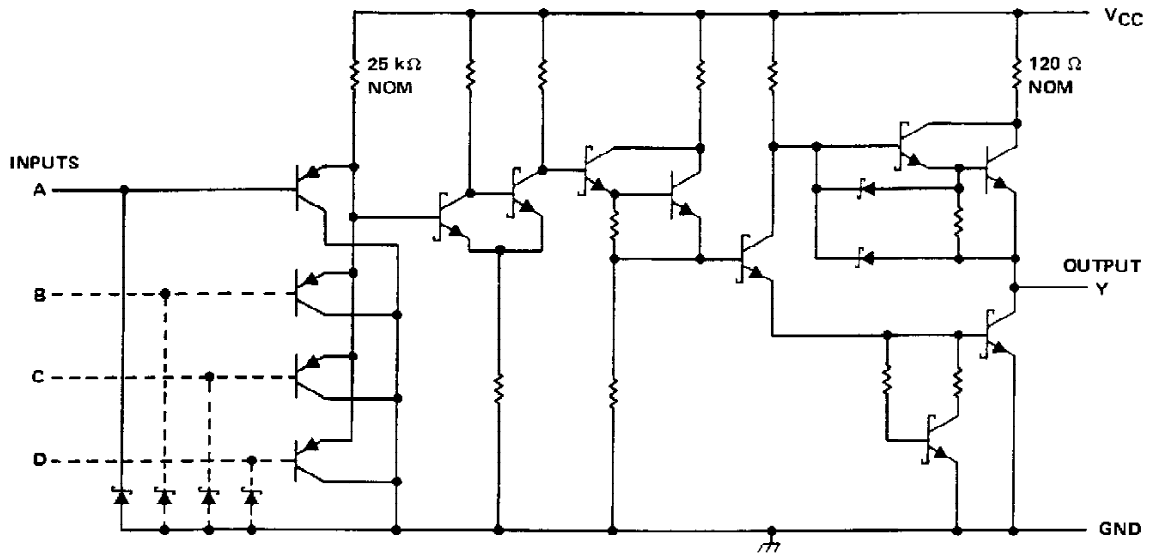 VCC
25 kΩ
NOM
120 Ω
NOM
INPUTS
A
B
C
D
OUTPUT
Y
GND